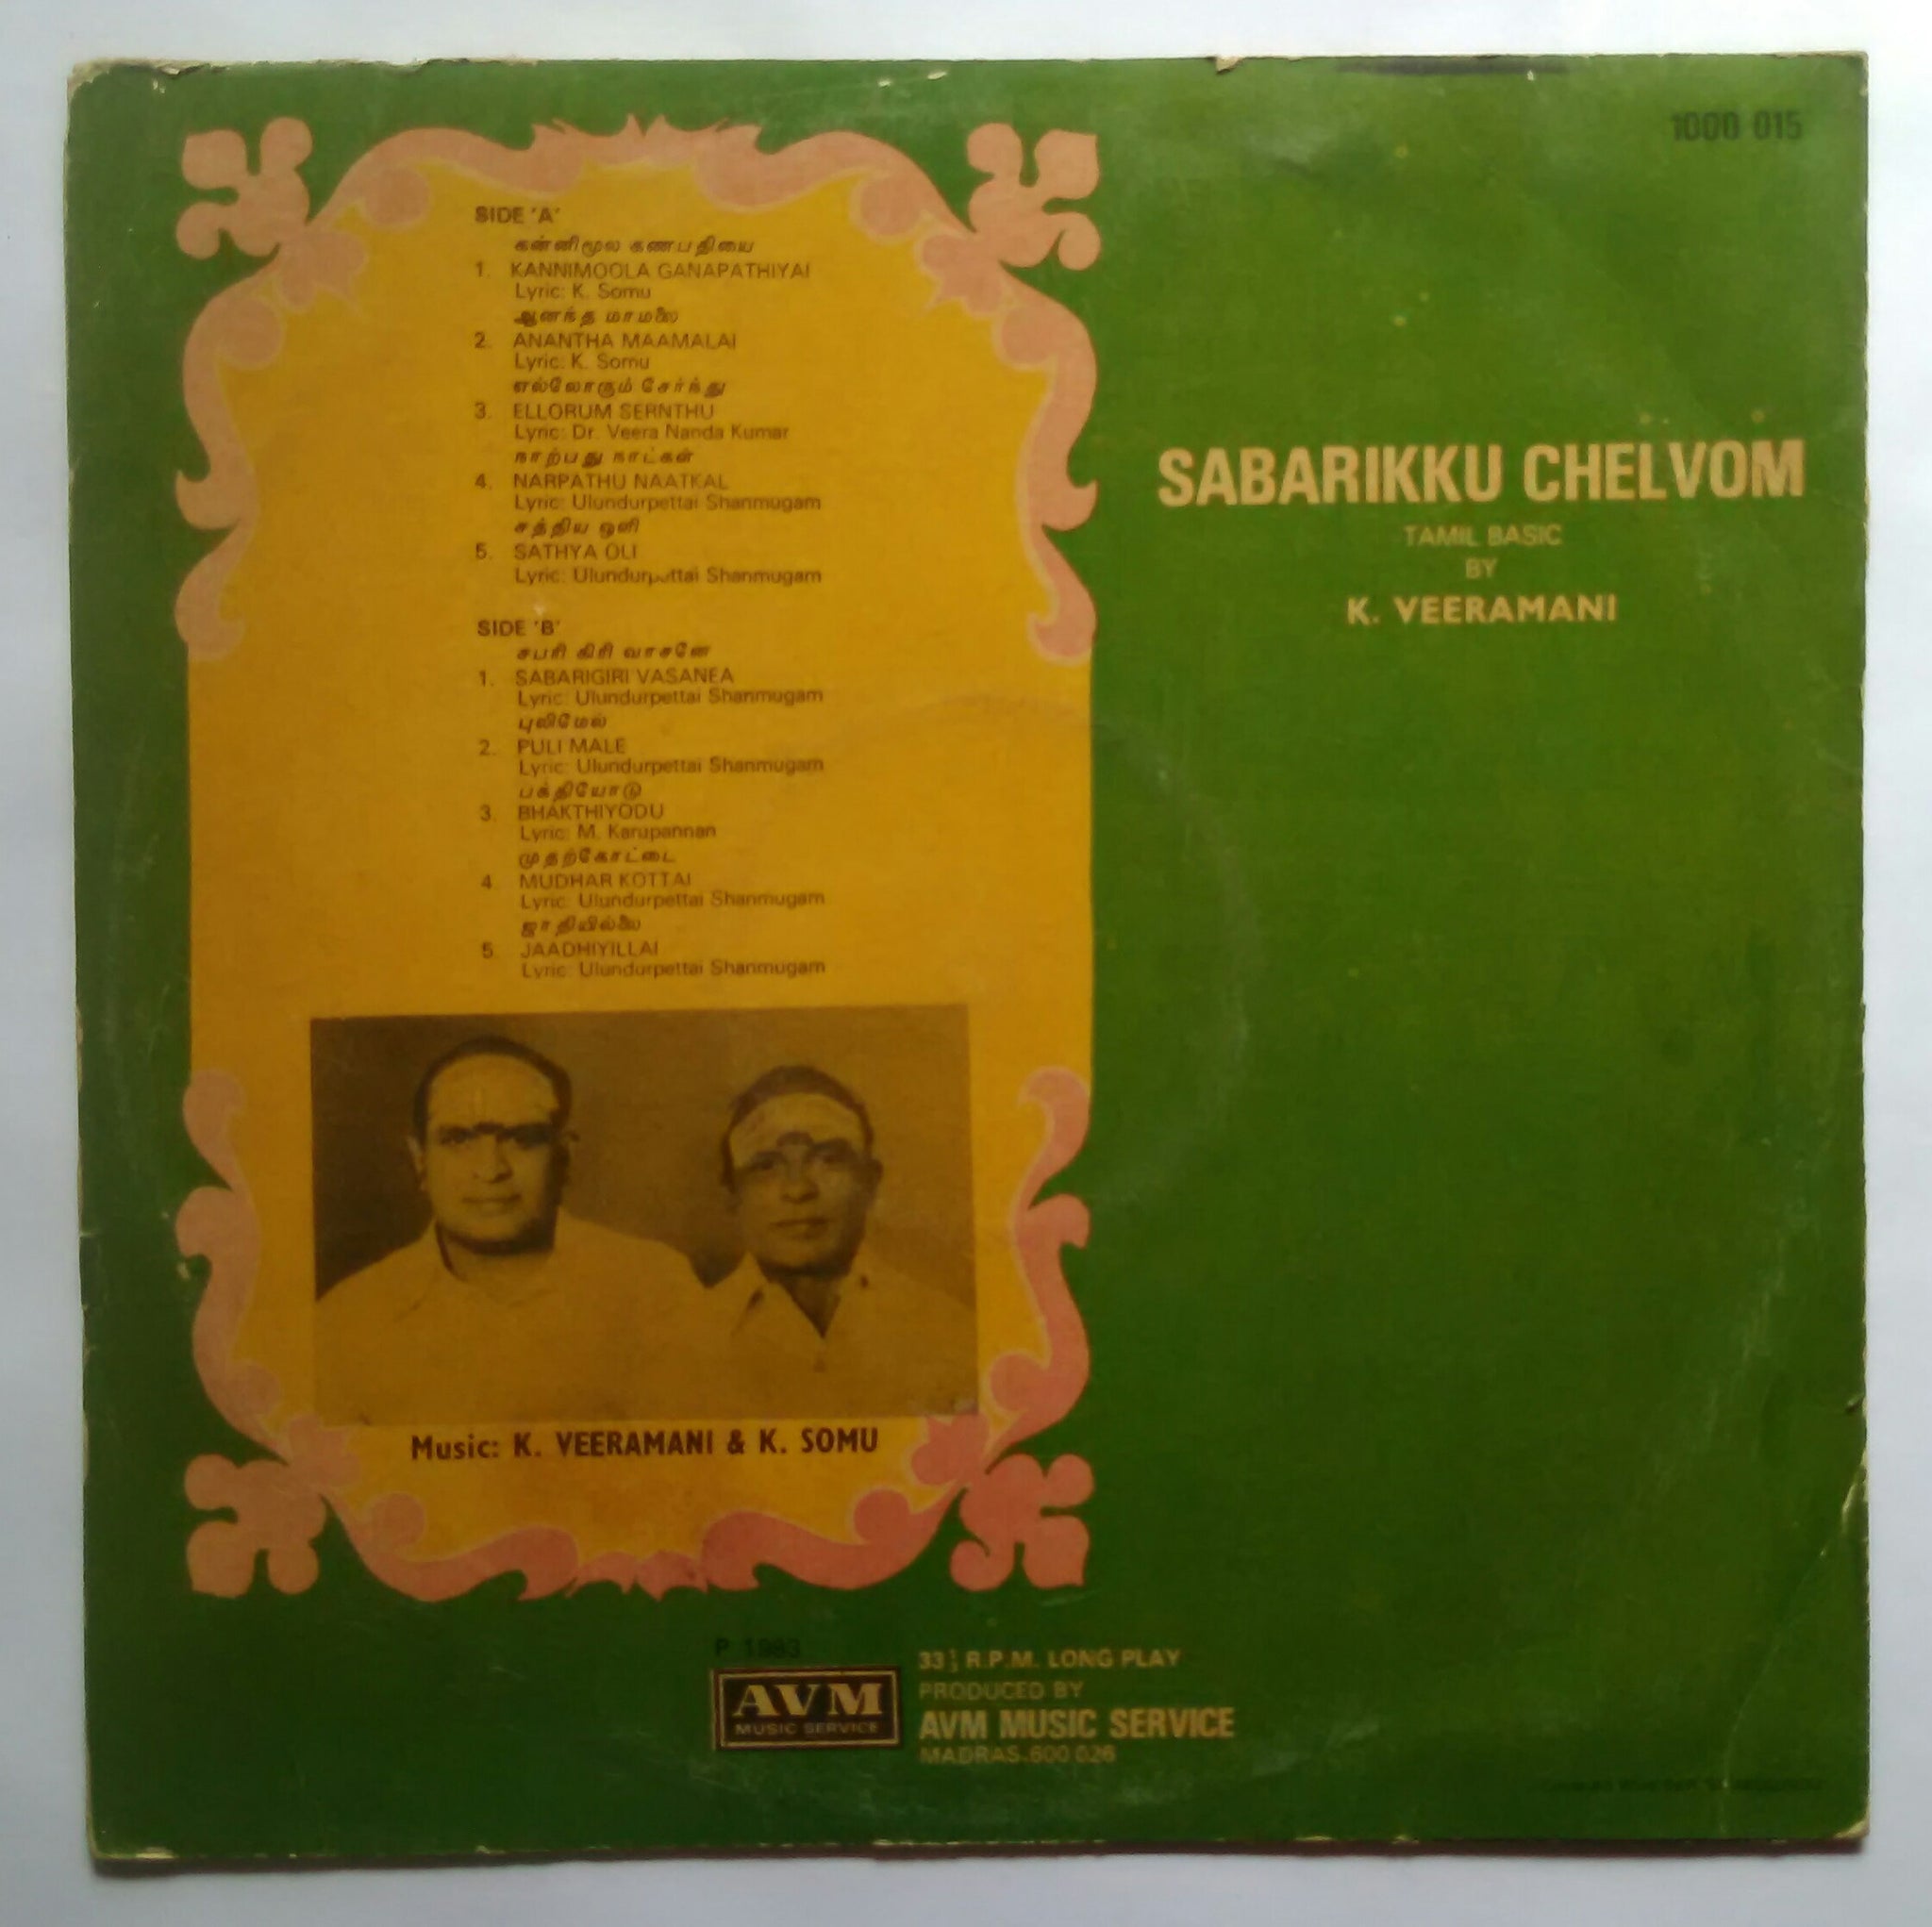 1000 015
SIDE 'A'
கன்னிமூல கணபதியை
1. KANNIMOOLA GANAPATHIYAI
Lyric: K. Somu
ஆனந்த மாமலை
2. ANANTHA MAAMALAI
Lyric: K. Somu
எல்லோரும் சேர்ந்து
3. ELLORUM SERNTHU
Lyric: Dr. Veera Nanda Kumar
நாற்பது நாட்கள்
4. NARPATHU NAATKAL
Lyric: Ulundurpettai Shanmugam
சத்திய ஒளி
5. SATHYA OLI
Lyric: Ulundurpettai Shanmugam
SIDE 'B'
சபரி கிரி வாசனே
1. SABARIGIRI VASANEA
Lyric: Ulundurpettai Shanmugam
புலிமேல்
2. PULI MALE
Lyric: Ulundurpettai Shanmugam
பக்தியோடு
3. BHAKTHIYODU
Lyric: M. Karupannan
முதற்கோட்டை
4. MUDHAR KOTTAI
Lyric: Ulundurpettai Shanmugam
ஜாதியில்லை
5. JAADHIYILLAI
Lyric: Ulundurpettai Shanmugam
Music: K. VEERAMANI & K. SOMU
SABARIKKU CHELVOM
TAMIL BASIC
BY
K. VEERAMANI
P 1983
AVM
MUSIC SERVICE
33⅓ R.P.M. LONG PLAY
PRODUCED BY
AVM MUSIC SERVICE
MADRAS-600 026